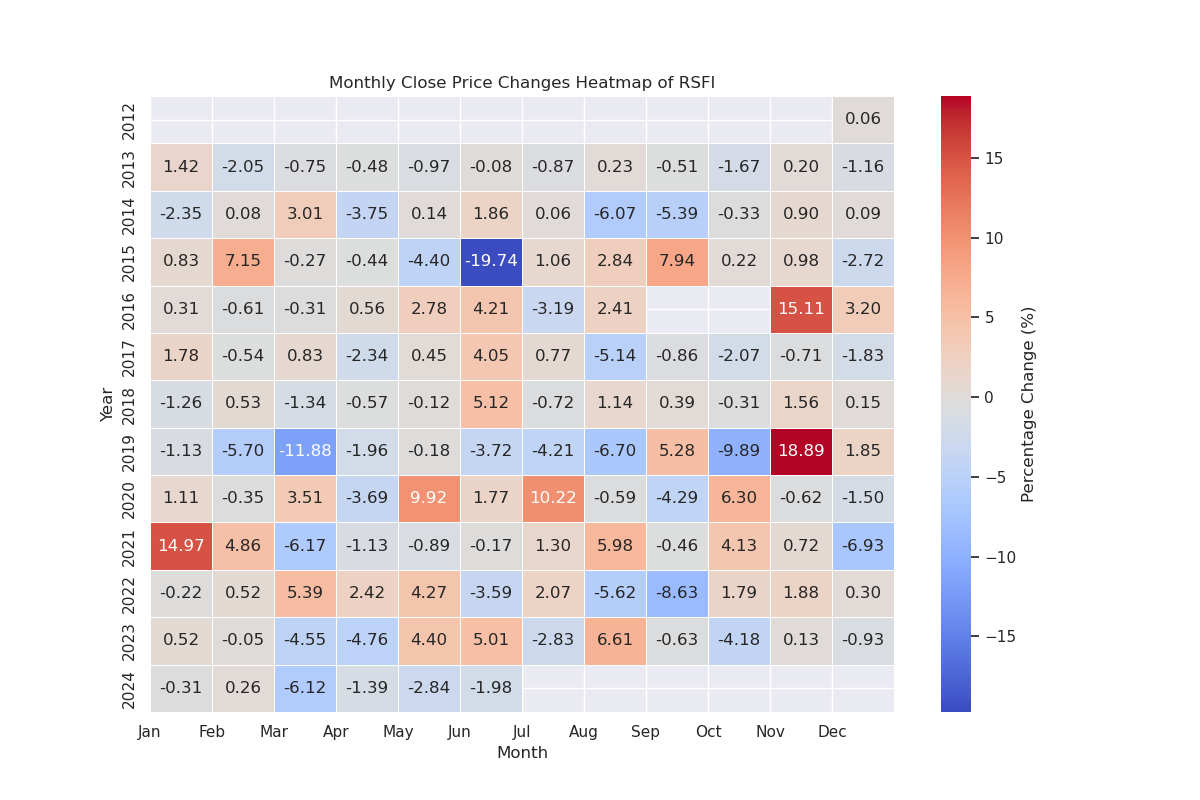 Monthly Close Price Changes Heatmap of RSFI
2012 0.06
2013 1.42 -2.05 -0.75 -0.48 -0.97 -0.08 -0.87 0.23 -0.51 -1.67 0.20 -1.16
2014 -2.35 0.08 3.01 -3.75 0.14 1.86 0.06 -6.07 -5.39 -0.33 0.90 0.09
2015 0.83 7.15 -0.27 -0.44 -4.40 -19.74 1.06 2.84 7.94 0.22 0.98 -2.72
2016 0.31 -0.61 -0.31 0.56 2.78 4.21 -3.19 2.41 15.11 3.20
2017 1.78 -0.54 0.83 -2.34 0.45 4.05 0.77 -5.14 -0.86 -2.07 -0.71 -1.83
2018 -1.26 0.53 -1.34 -0.57 -0.12 5.12 -0.72 1.14 0.39 -0.31 1.56 0.15
2019 -1.13 -5.70 -11.88 -1.96 -0.18 -3.72 -4.21 -6.70 5.28 -9.89 18.89 1.85
2020 1.11 -0.35 3.51 -3.69 9.92 1.77 10.22 -0.59 -4.29 6.30 -0.62 -1.50
2021 14.97 4.86 -6.17 -1.13 -0.89 -0.17 1.30 5.98 -0.46 4.13 0.72 -6.93
2022 -0.22 0.52 5.39 2.42 4.27 -3.59 2.07 -5.62 -8.63 1.79 1.88 0.30
2023 0.52 -0.05 -4.55 -4.76 4.40 5.01 -2.83 6.61 -0.63 -4.18 0.13 -0.93
2024 -0.31 0.26 -6.12 -1.39 -2.84 -1.98
Jan Feb Mar Apr May Jun Jul Aug Sep Oct Nov Dec
Month
Year
15
10
5
0
−5
−10
−15
Percentage Change (%)